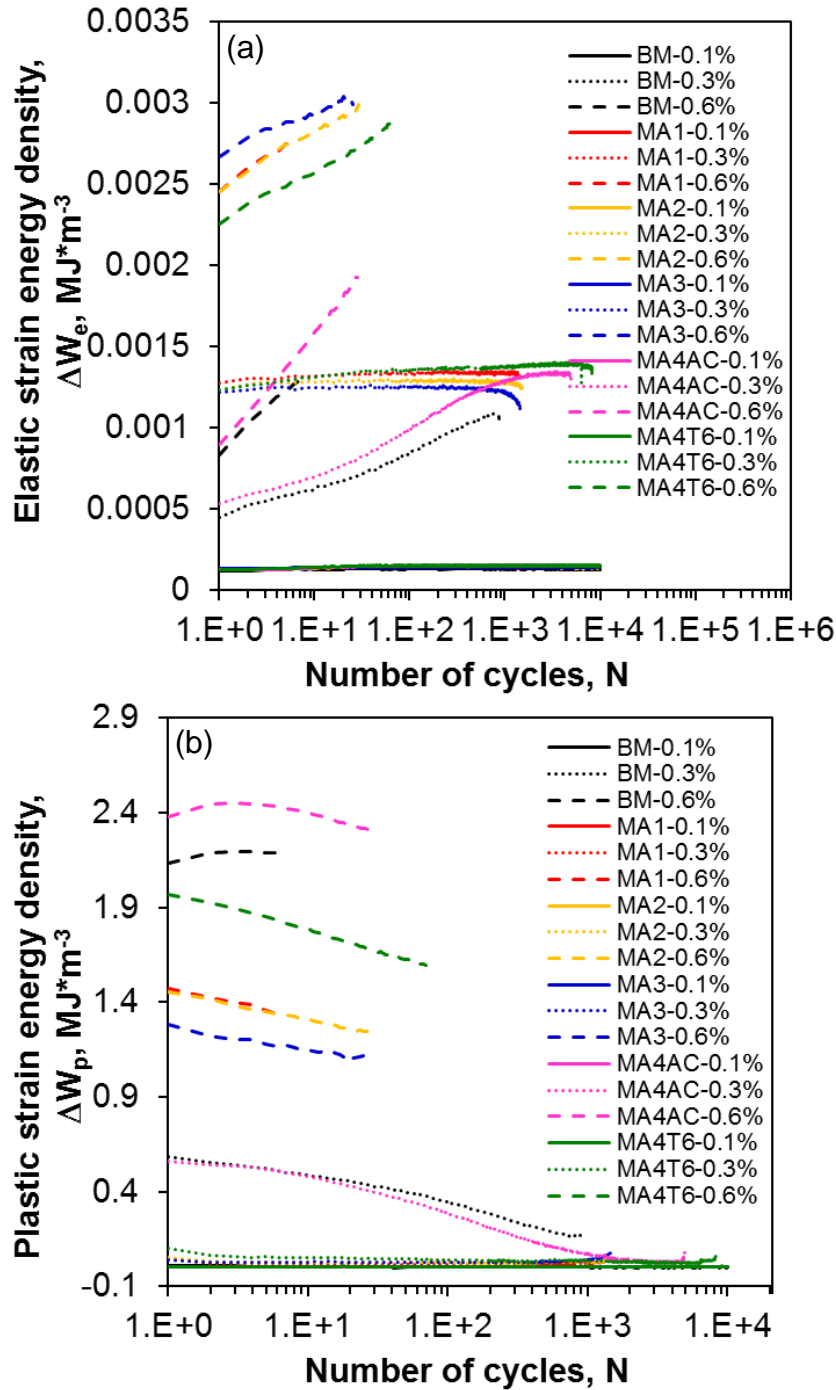 (a)
Elastic strain energy density,
ΔWe, MJ*m-3
0.0035
0.003
0.0025
0.002
0.0015
0.001
0.0005
0
1.E+0 1.E+1 1.E+2 1.E+3 1.E+4 1.E+5 1.E+6
Number of cycles, N
BM-0.1%
BM-0.3%
BM-0.6%
MA1-0.1%
MA1-0.3%
MA1-0.6%
MA2-0.1%
MA2-0.3%
MA2-0.6%
MA3-0.1%
MA3-0.3%
MA3-0.6%
MA4AC-0.1%
MA4AC-0.3%
MA4AC-0.6%
MA4T6-0.1%
MA4T6-0.3%
MA4T6-0.6%
(b)
Plastic strain energy density,
ΔWp, MJ*m-3
2.9
2.4
1.9
1.4
0.9
0.4
-0.1
1.E+0 1.E+1 1.E+2 1.E+3 1.E+4
Number of cycles, N
BM-0.1%
BM-0.3%
BM-0.6%
MA1-0.1%
MA1-0.3%
MA1-0.6%
MA2-0.1%
MA2-0.3%
MA2-0.6%
MA3-0.1%
MA3-0.3%
MA3-0.6%
MA4AC-0.1%
MA4AC-0.3%
MA4AC-0.6%
MA4T6-0.1%
MA4T6-0.3%
MA4T6-0.6%